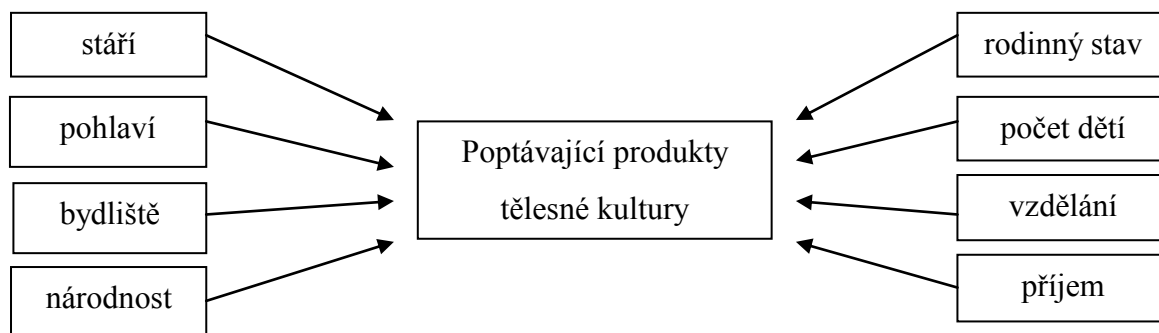 stáří
pohlaví
bydliště
národnost
Poptávající produkty
tělesné kultury
rodinný stav
počet dětí
vzdělání
příjem